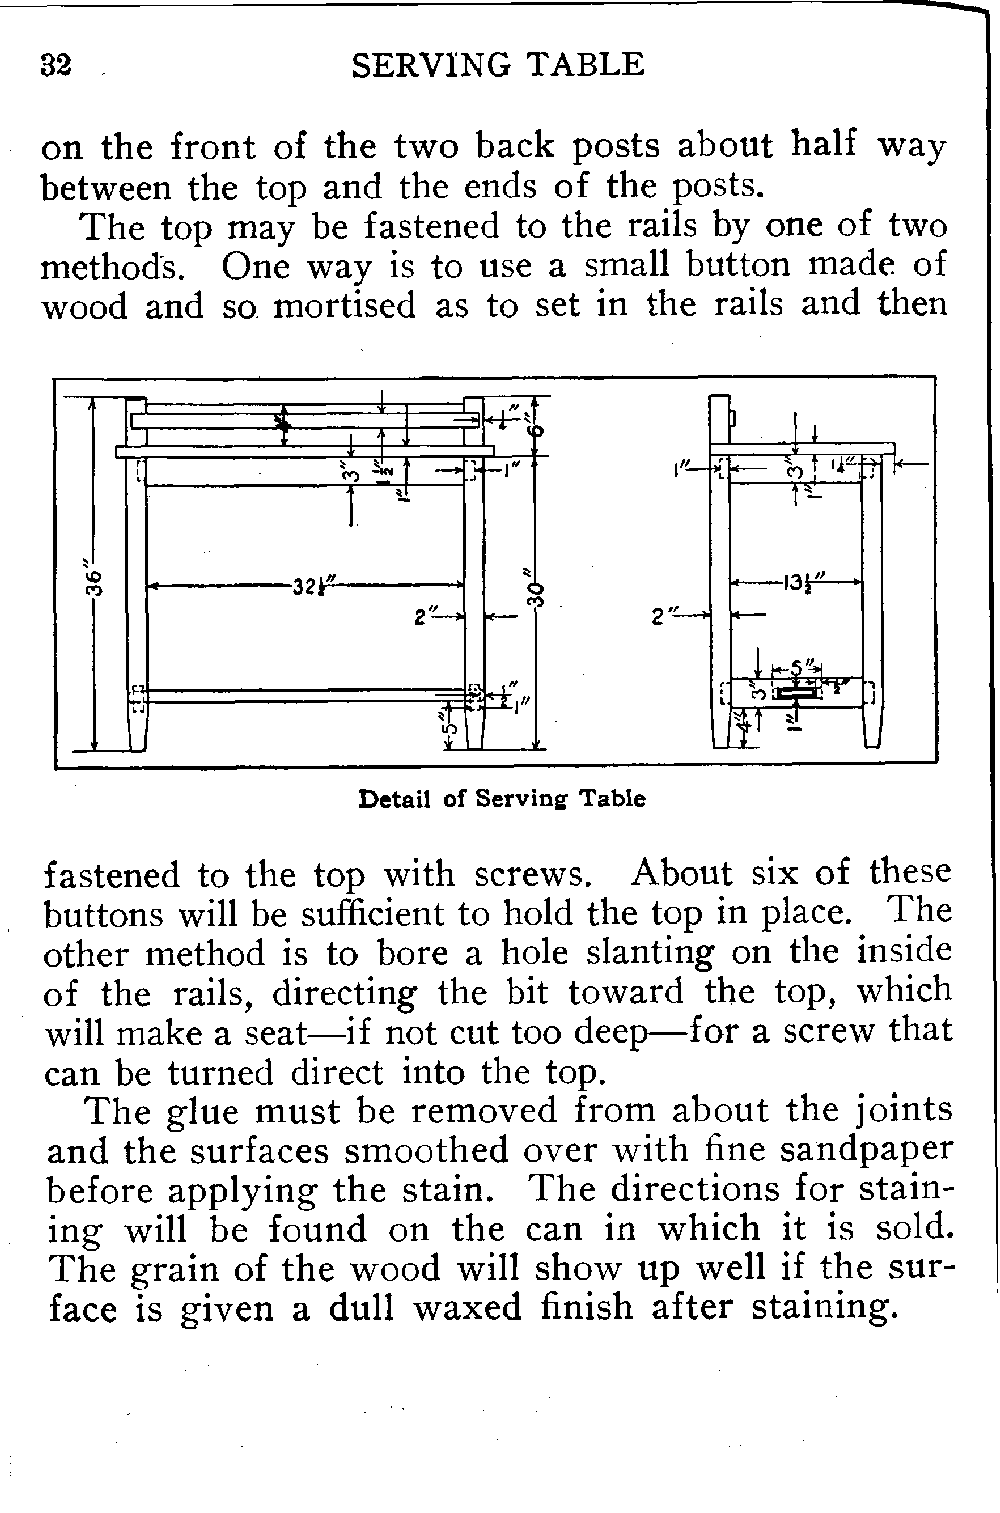 32 SERVING TABLE
on the front of the two back posts about half way
between the top and the ends of the posts.
The top may be fastened to the rails by one of two
methods. One way is to use a small button made of
wood and so mortised as to set in the rails and then
6"
3"
1½"
1"
1"
36"
32½"
30"
2"
½"
1"
5"
1"
3"
1"
1¼"
13½"
2"
5"
3"
½"
4"
1"
Detail of Serving Table
fastened to the top with screws. About six of these
buttons will be sufficient to hold the top in place. The
other method is to bore a hole slanting on the inside
of the rails, directing the bit toward the top, which
will make a seat—if not cut too deep—for a screw that
can be turned direct into the top.
The glue must be removed from about the joints
and the surfaces smoothed over with fine sandpaper
before applying the stain. The directions for stain-
ing will be found on the can in which it is sold.
The grain of the wood will show up well if the sur-
face is given a dull waxed finish after staining.